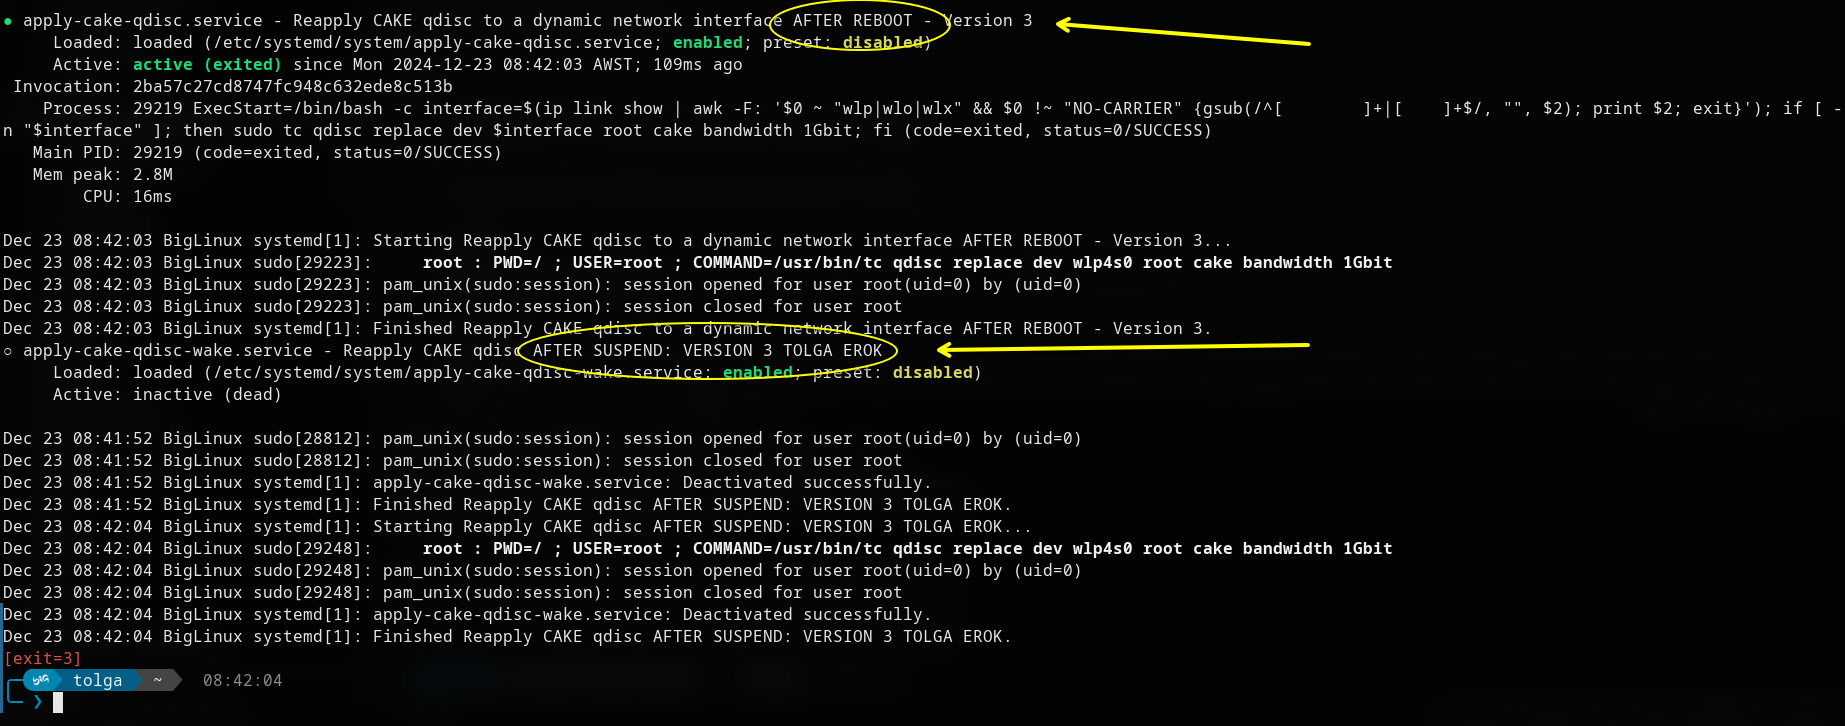 ● apply-cake-qdisc.service - Reapply CAKE qdisc to a dynamic network interface AFTER REBOOT - Version 3
Loaded: loaded (/etc/systemd/system/apply-cake-qdisc.service; enabled; preset: disabled)
Active: active (exited) since Mon 2024-12-23 08:42:03 AWST; 109ms ago
Invocation: 2ba57c27cd8747fc948c632ede8c513b
Process: 29219 ExecStart=/bin/bash -c interface=$(ip link show | awk -F: '$0 ~ "wlp|wlo|wlx" && $0 !~ "NO-CARRIER" {gsub(/^[        ]+|[    ]+$/, "", $2); print $2; exit}'); if [ -
n "$interface" ]; then sudo tc qdisc replace dev $interface root cake bandwidth 1Gbit; fi (code=exited, status=0/SUCCESS)
Main PID: 29219 (code=exited, status=0/SUCCESS)
Mem peak: 2.8M
CPU: 16ms
Dec 23 08:42:03 BigLinux systemd[1]: Starting Reapply CAKE qdisc to a dynamic network interface AFTER REBOOT - Version 3...
Dec 23 08:42:03 BigLinux sudo[29223]:     root : PWD=/ ; USER=root ; COMMAND=/usr/bin/tc qdisc replace dev wlp4s0 root cake bandwidth 1Gbit
Dec 23 08:42:03 BigLinux sudo[29223]: pam_unix(sudo:session): session opened for user root(uid=0) by (uid=0)
Dec 23 08:42:03 BigLinux sudo[29223]: pam_unix(sudo:session): session closed for user root
Dec 23 08:42:03 BigLinux systemd[1]: Finished Reapply CAKE qdisc to a dynamic network interface AFTER REBOOT - Version 3.
○ apply-cake-qdisc-wake.service - Reapply CAKE qdisc AFTER SUSPEND: VERSION 3 TOLGA EROK
Loaded: loaded (/etc/systemd/system/apply-cake-qdisc-wake.service; enabled; preset: disabled)
Active: inactive (dead)
Dec 23 08:41:52 BigLinux sudo[28812]: pam_unix(sudo:session): session opened for user root(uid=0) by (uid=0)
Dec 23 08:41:52 BigLinux sudo[28812]: pam_unix(sudo:session): session closed for user root
Dec 23 08:41:52 BigLinux systemd[1]: apply-cake-qdisc-wake.service: Deactivated successfully.
Dec 23 08:41:52 BigLinux systemd[1]: Finished Reapply CAKE qdisc AFTER SUSPEND: VERSION 3 TOLGA EROK.
Dec 23 08:42:04 BigLinux systemd[1]: Starting Reapply CAKE qdisc AFTER SUSPEND: VERSION 3 TOLGA EROK...
Dec 23 08:42:04 BigLinux sudo[29248]:     root : PWD=/ ; USER=root ; COMMAND=/usr/bin/tc qdisc replace dev wlp4s0 root cake bandwidth 1Gbit
Dec 23 08:42:04 BigLinux sudo[29248]: pam_unix(sudo:session): session opened for user root(uid=0) by (uid=0)
Dec 23 08:42:04 BigLinux sudo[29248]: pam_unix(sudo:session): session closed for user root
Dec 23 08:42:04 BigLinux systemd[1]: apply-cake-qdisc-wake.service: Deactivated successfully.
Dec 23 08:42:04 BigLinux systemd[1]: Finished Reapply CAKE qdisc AFTER SUSPEND: VERSION 3 TOLGA EROK.
[exit=3]
BIG tolga ~ 08:42:04
❯